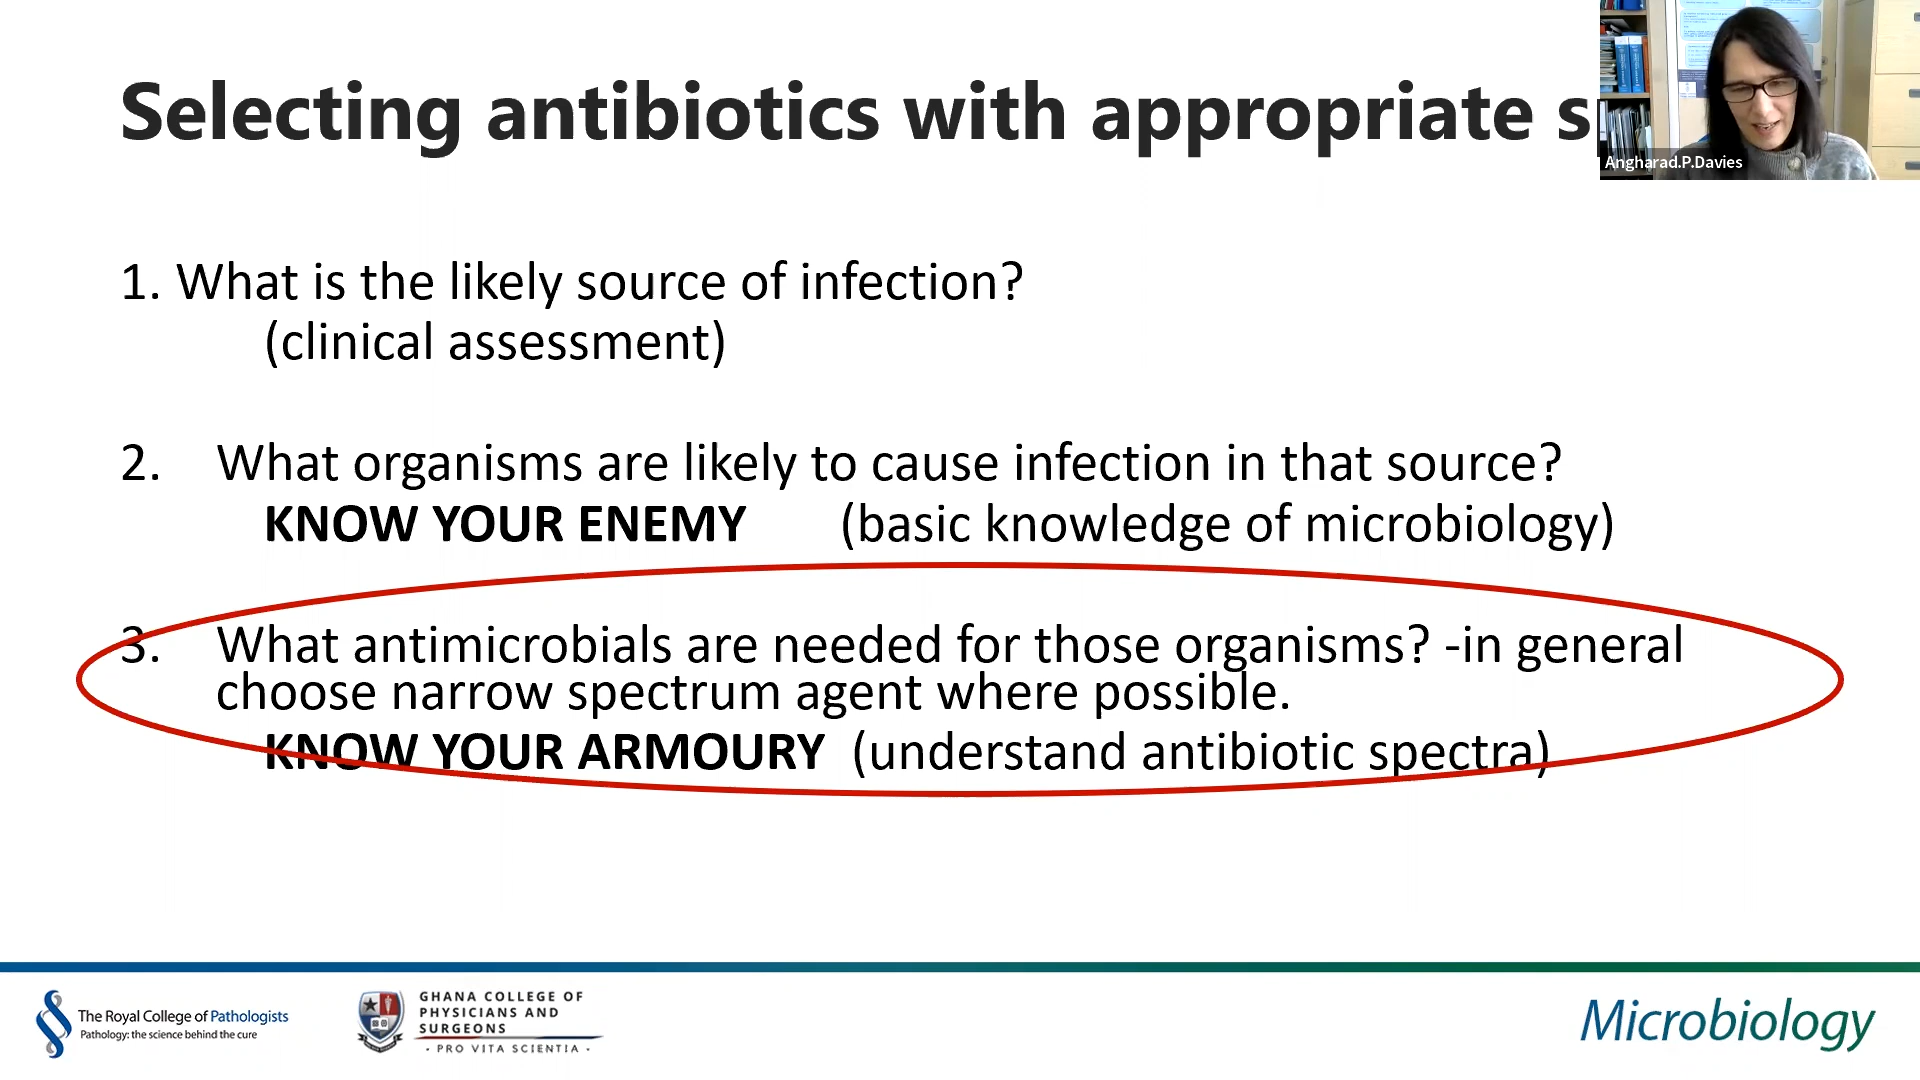 Selecting antibiotics with appropriate s
Angharad.P.Davies
1. What is the likely source of infection?
(clinical assessment)
2. What organisms are likely to cause infection in that source?
KNOW YOUR ENEMY (basic knowledge of microbiology)
3. What antimicrobials are needed for those organisms? -in general
choose narrow spectrum agent where possible.
KNOW YOUR ARMOURY (understand antibiotic spectra)
The Royal College of Pathologists
Pathology: the science behind the cure
GHANA COLLEGE OF
PHYSICIANS AND
SURGEONS
- PRO VITA SCIENTIA -
Microbiology